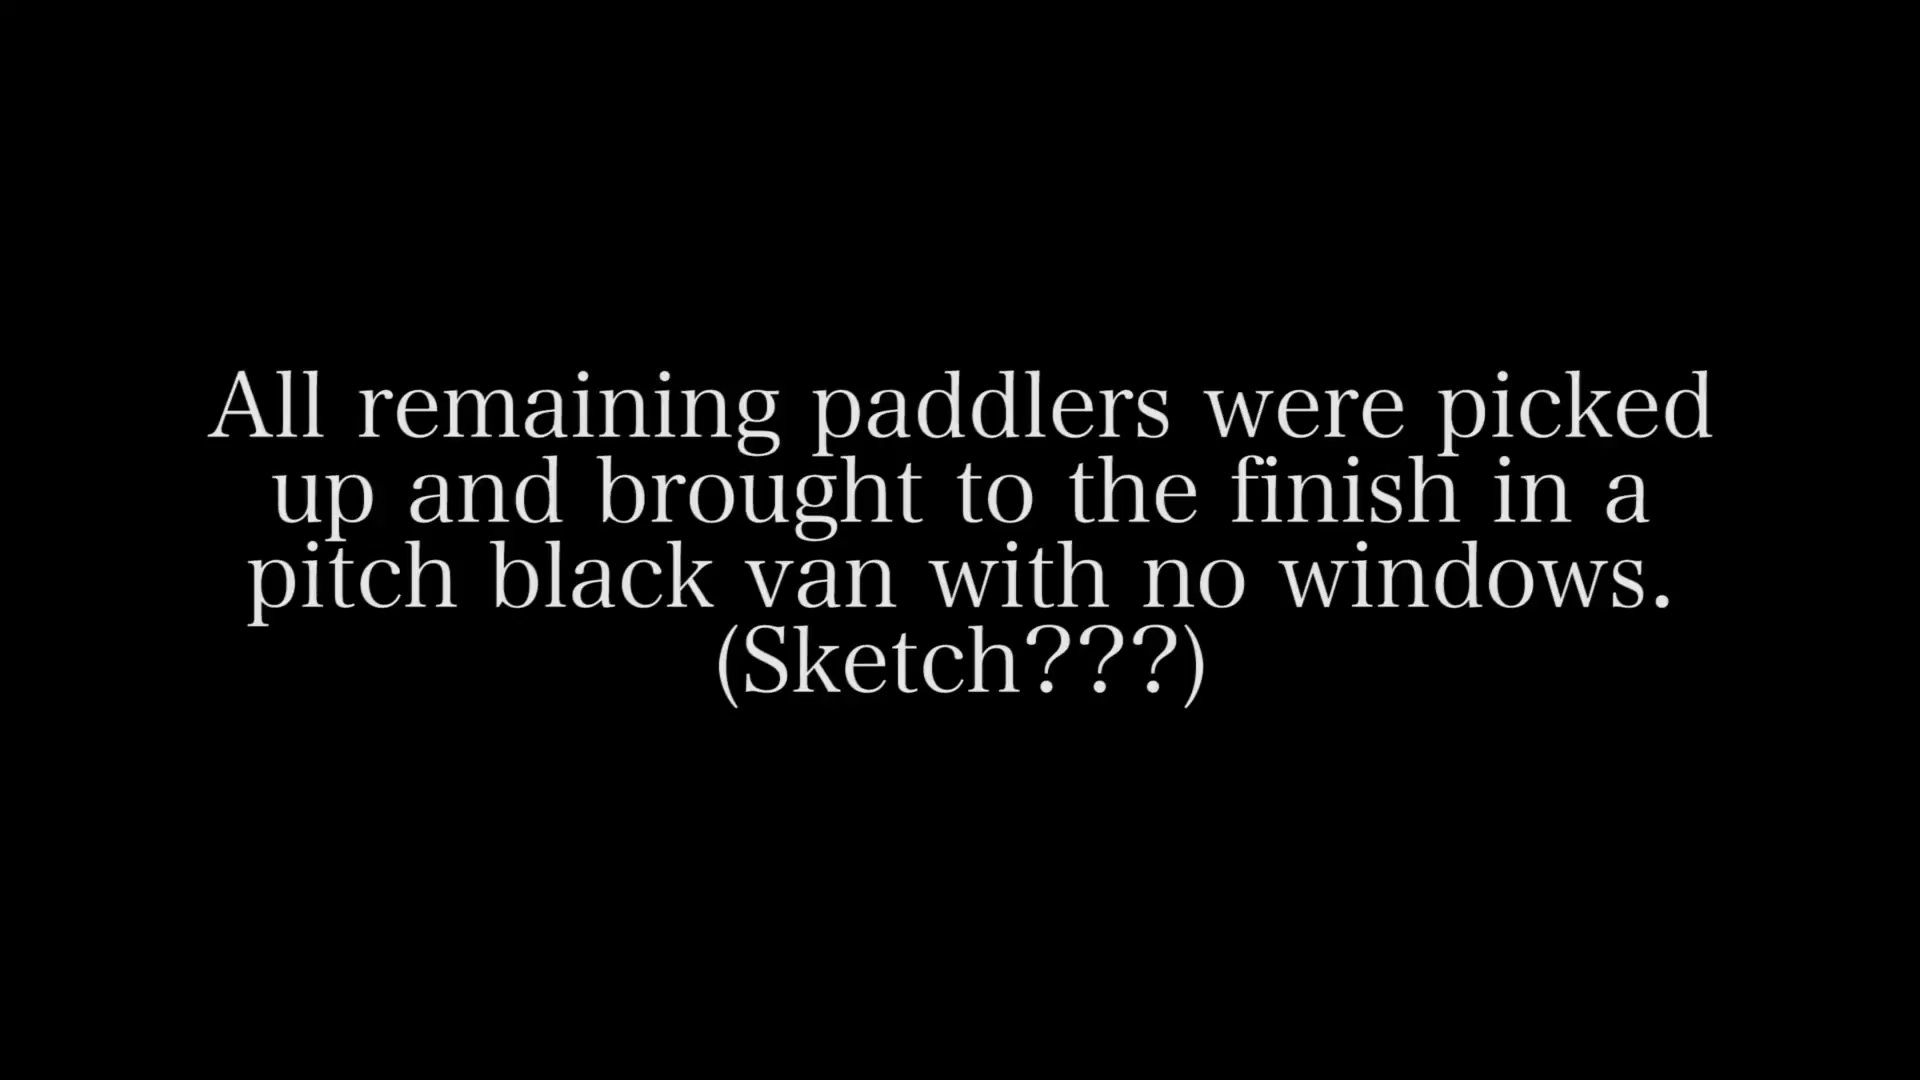 All remaining paddlers were picked
up and brought to the finish in a
pitch black van with no windows.
(Sketch???)